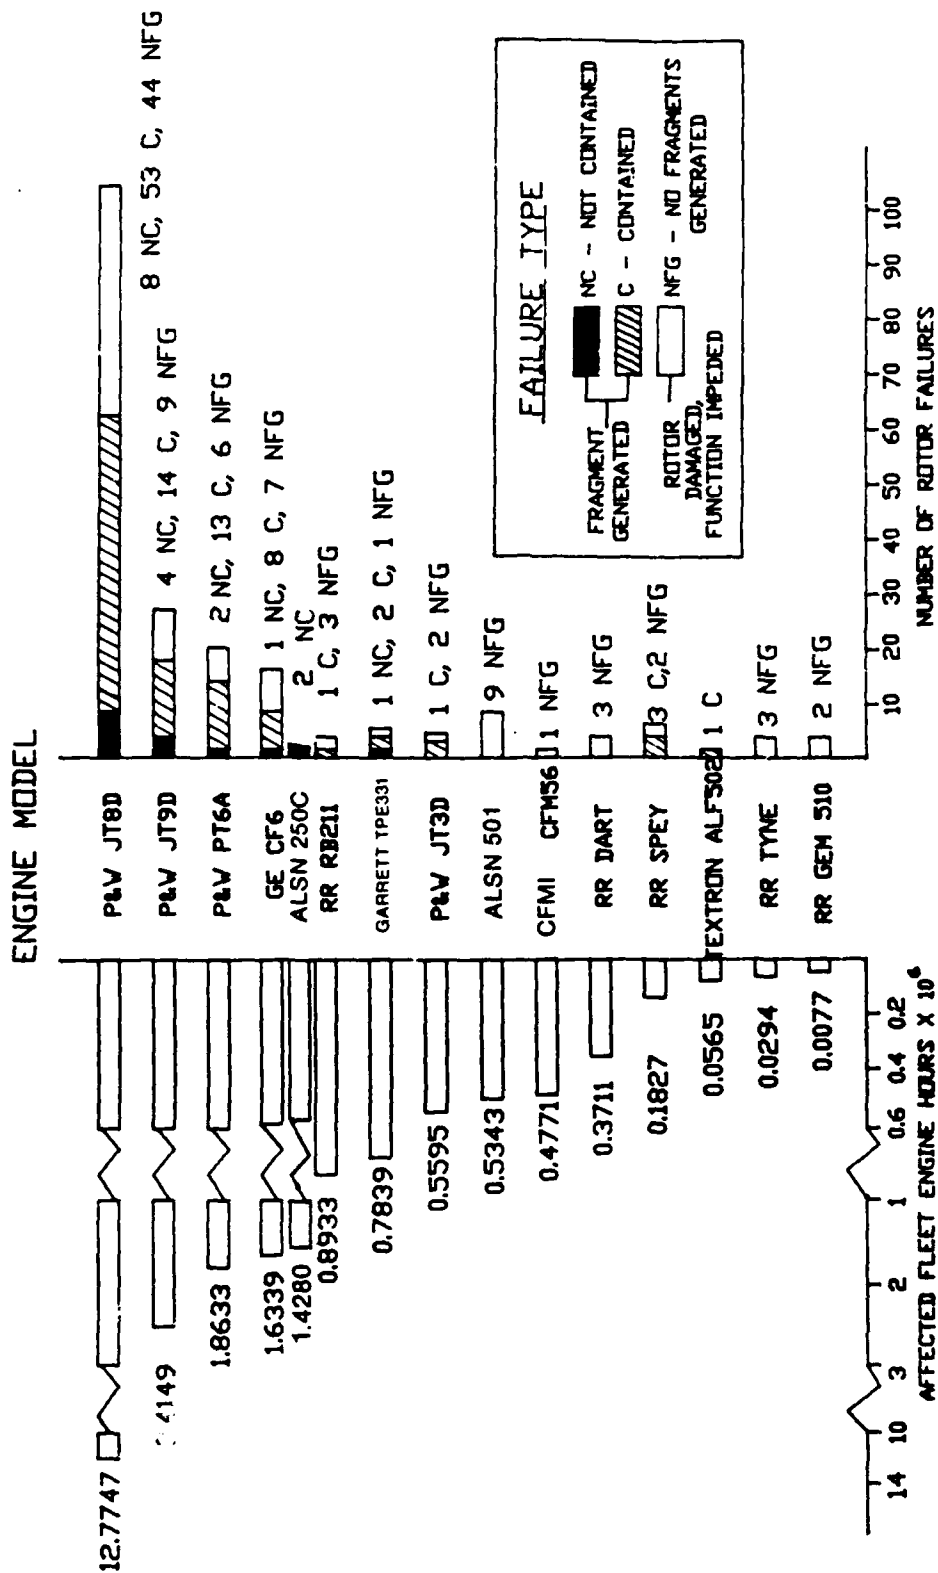 ENGINE MODEL
12.7747 P&W JT8D 8 NC, 53 C, 44 NFG
4149 P&W JT9D 4 NC, 14 C, 9 NFG
1.8633 P&W PT6A 2 NC, 13 C, 6 NFG
1.6339 GE CF6 1 NC, 8 C, 7 NFG
1.4280 ALSN 250C 2 NC
0.8933 RR RB211 1 C, 3 NFG
0.7839 GARRETT TPE331 1 NC, 2 C, 1 NFG
0.5595 P&W JT3D 1 C, 2 NFG
0.5343 ALSN 501 9 NFG
0.4771 CFMI CFM56 1 NFG
0.3711 RR DART 3 NFG
0.1827 RR SPEY 3 C,2 NFG
0.0565 TEXTRON ALF502 1 C
0.0294 RR TYNE 3 NFG
0.0077 RR GEM 510 2 NFG
14 10 3 2 1 0.6 0.4 0.2
AFFECTED FLEET ENGINE HOURS X 10⁶
10 20 30 40 50 60 70 80 90 100
NUMBER OF ROTOR FAILURES
FAILURE TYPE
FRAGMENT
GENERATED
NC - NOT CONTAINED
C - CONTAINED
ROTOR
DAMAGED,
FUNCTION IMPEDED
NFG - NO FRAGMENTS
GENERATED